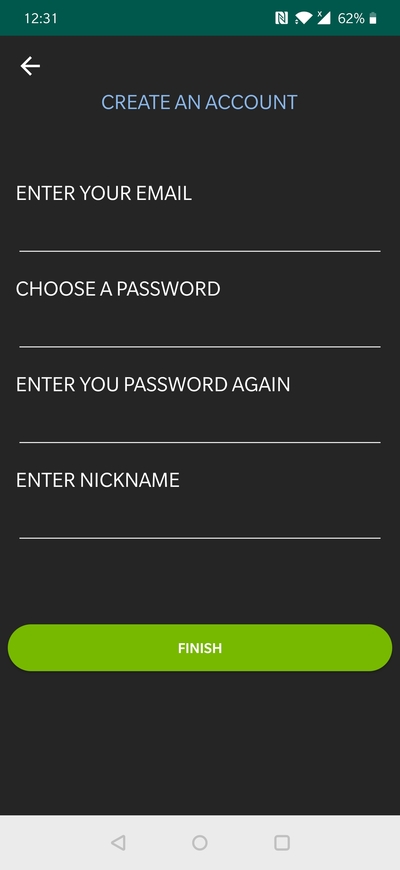 12:31
62%
CREATE AN ACCOUNT
ENTER YOUR EMAIL
CHOOSE A PASSWORD
ENTER YOU PASSWORD AGAIN
ENTER NICKNAME
FINISH